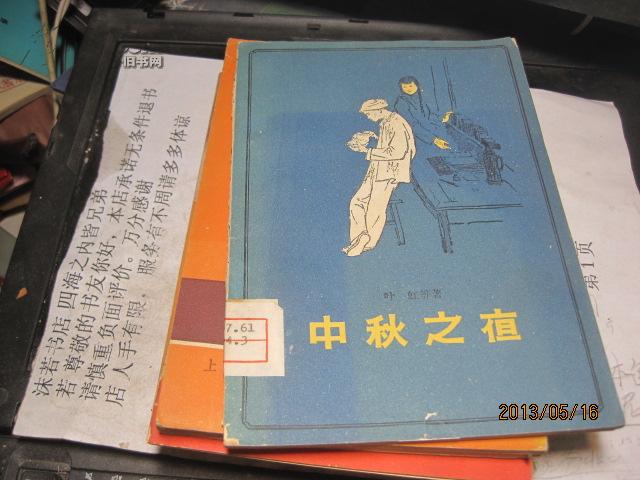 旧书网
沫若书店 四海之内皆兄弟
若 尊敬的书友你好，本店承诺无条件退书
请慎重负面评价。万分感谢
店人手有限，服务有不周请多多体谅
叶 虹等著
中秋之夜
7.61
4.3
上
第1页
2013/05/16